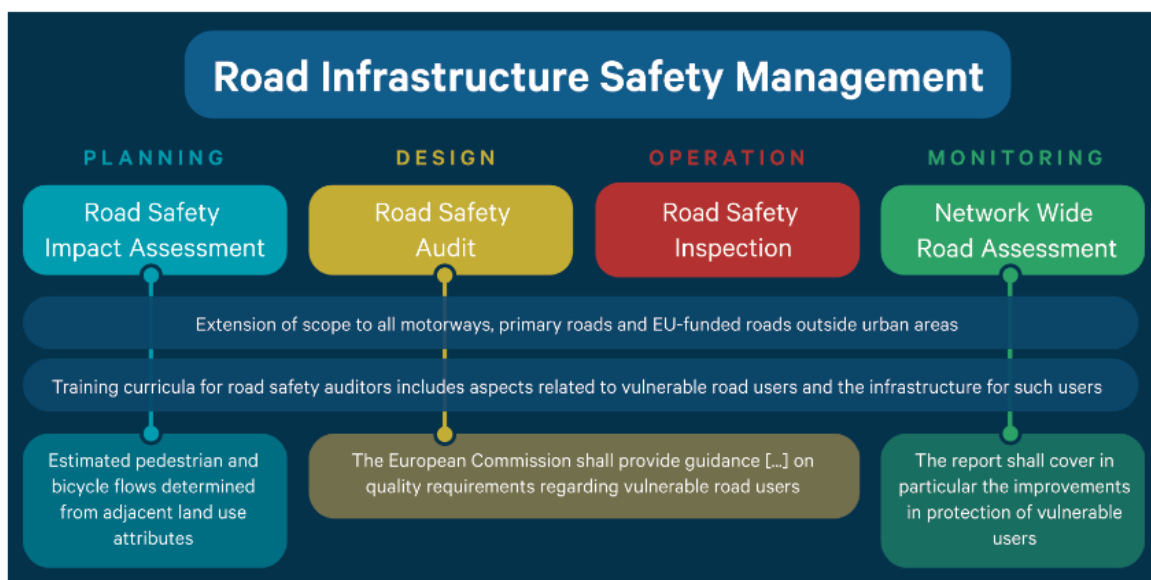 Road Infrastructure Safety Management
PLANNING
DESIGN
OPERATION
MONITORING
Road Safety
Impact Assessment
Road Safety
Audit
Road Safety
Inspection
Network Wide
Road Assessment
Extension of scope to all motorways, primary roads and EU-funded roads outside urban areas
Training curricula for road safety auditors includes aspects related to vulnerable road users and the infrastructure for such users
Estimated pedestrian and
bicycle flows determined
from adjacent land use
attributes
The European Commission shall provide guidance [...] on
quality requirements regarding vulnerable road users
The report shall cover in
particular the improvements
in protection of vulnerable
users